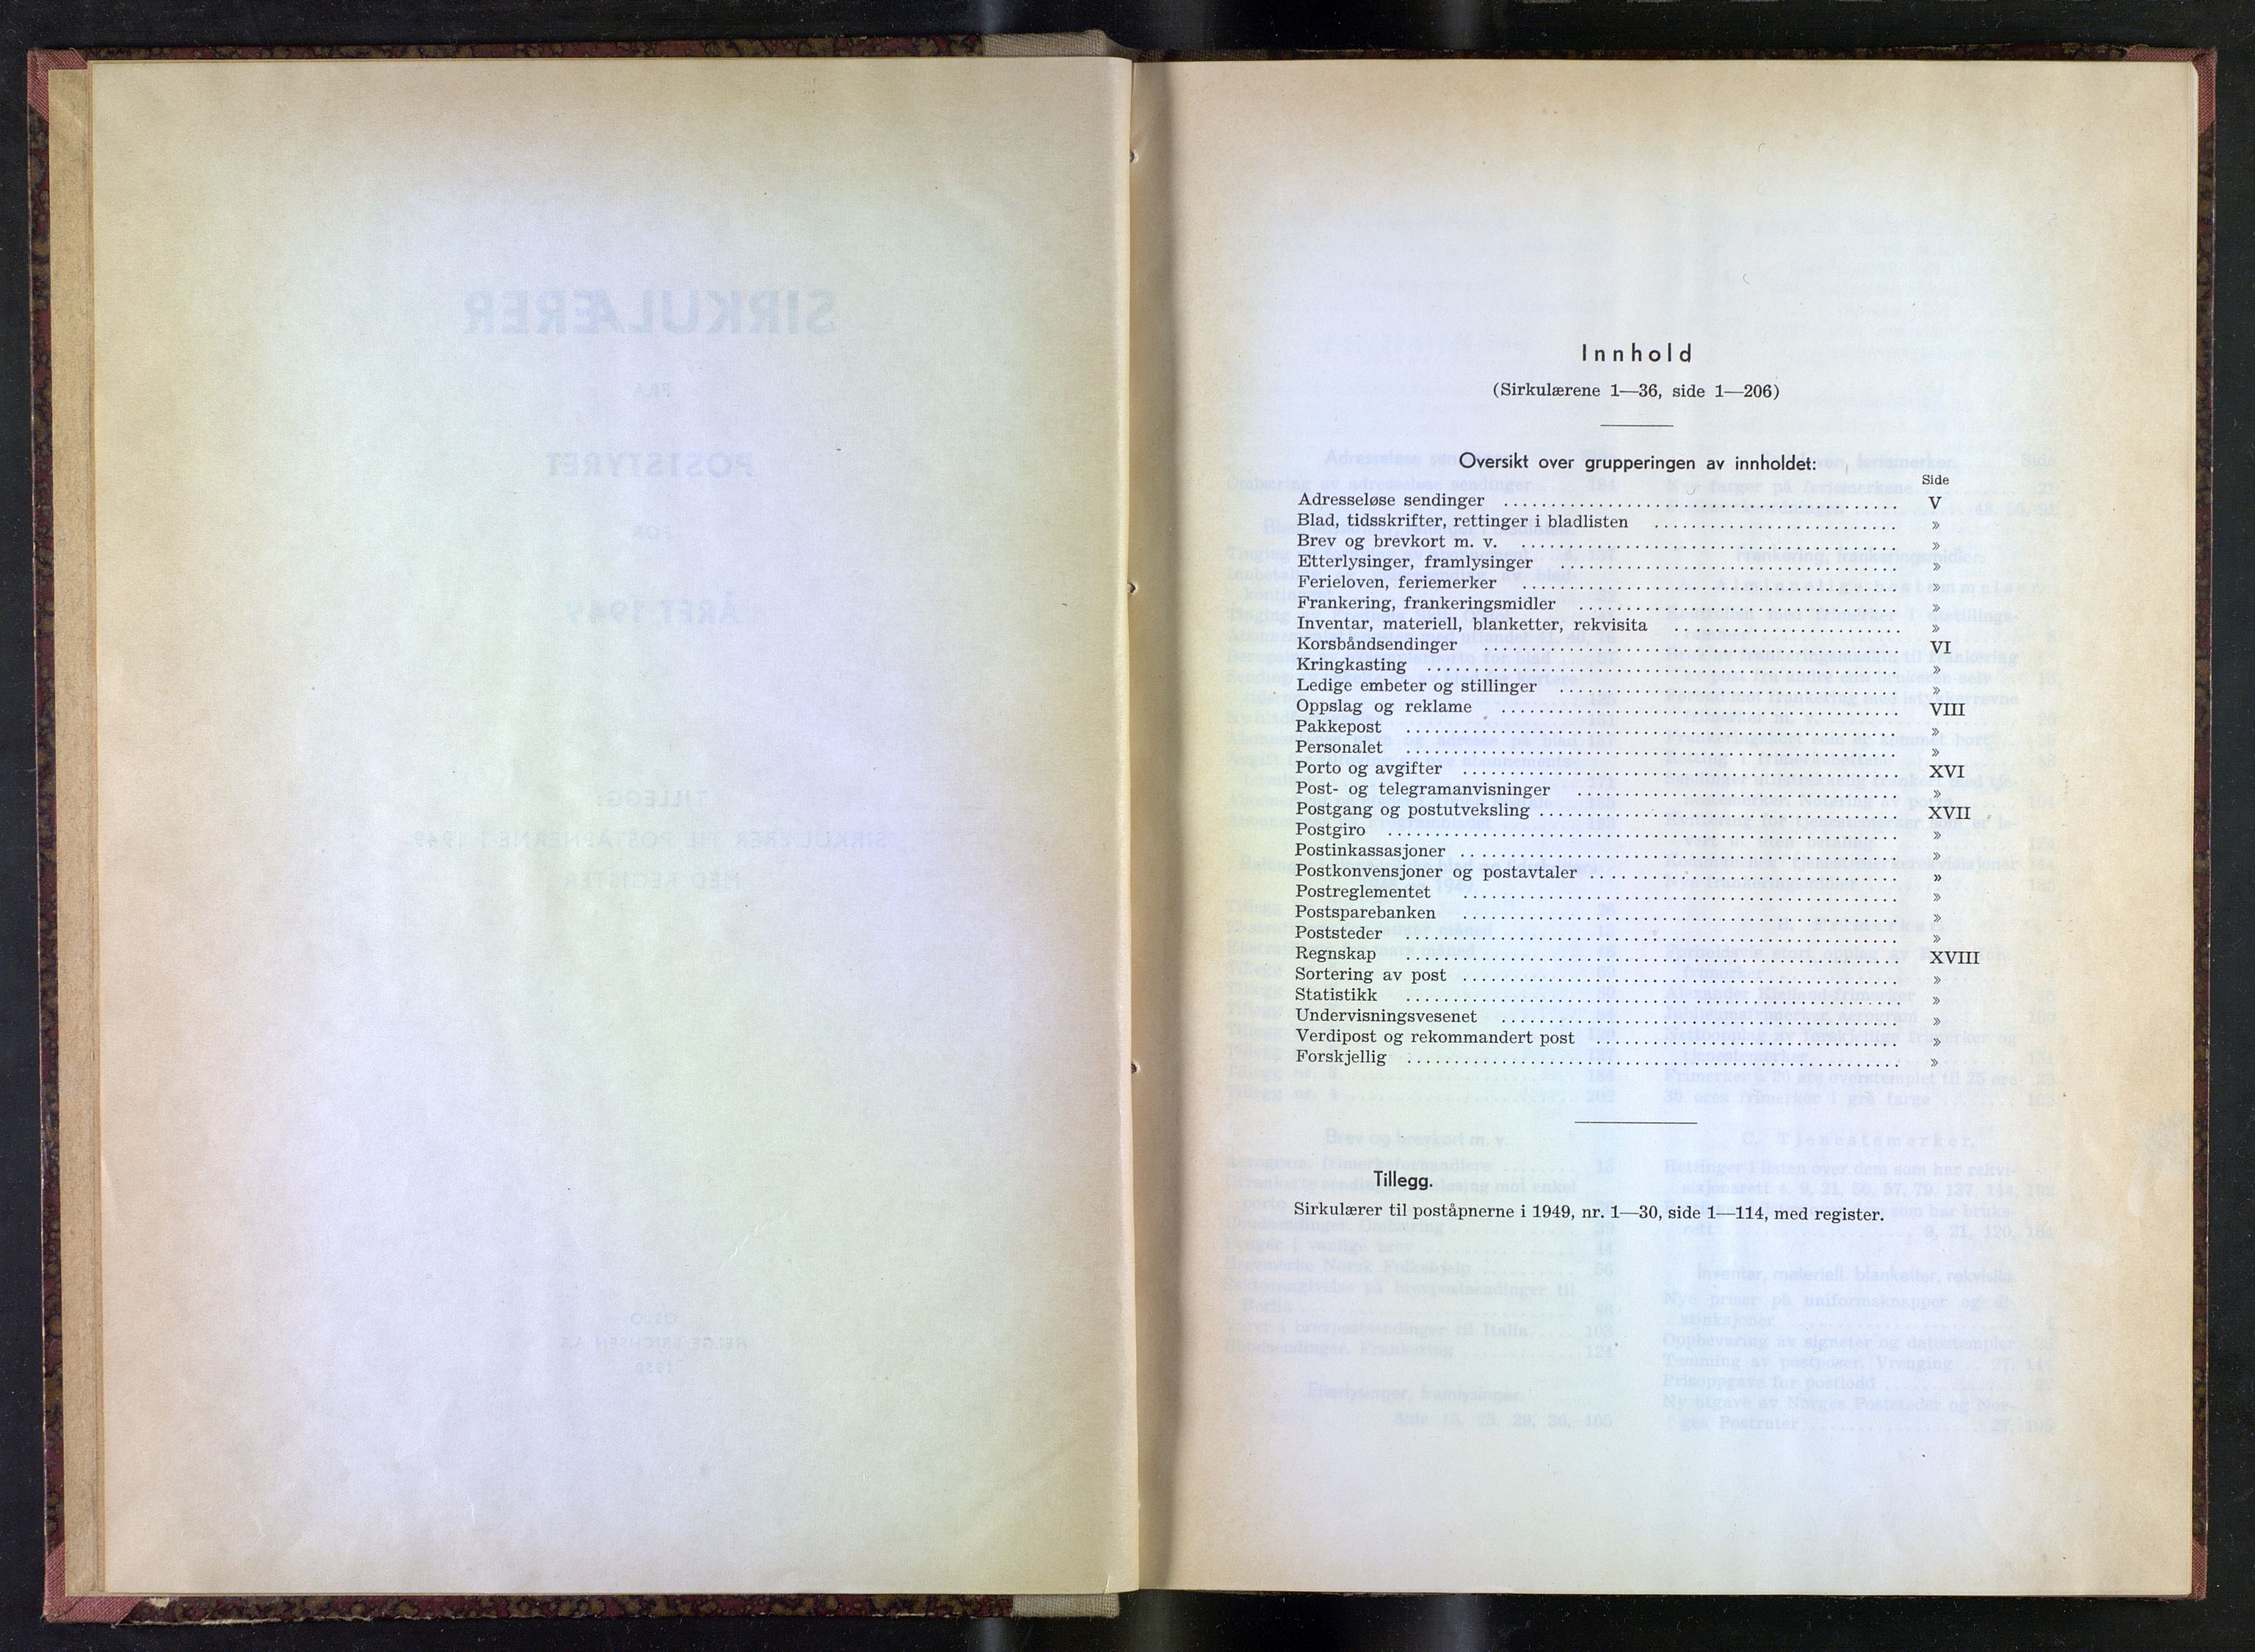 Innhold
(Sirkulærene 1—36, side 1—206)
Oversikt over grupperingen av innholdet:
Side
Adresseløse sendinger ........................ V
Blad, tidsskrifter, rettinger i bladlisten ........................ »
Brev og brevkort m. v. ........................ »
Etterlysinger, framlysinger ........................ »
Ferieloven, feriemerker ........................ »
Frankering, frankeringsmidler ........................ »
Inventar, materiell, blanketter, rekvisita ........................ »
Korsbåndsendinger ........................ VI
Kringkasting ........................ »
Ledige embeter og stillinger ........................ »
Oppslag og reklame ........................ VIII
Pakkepost ........................ »
Personalet ........................ »
Porto og avgifter ........................ XVI
Post- og telegramanvisninger ........................ »
Postgang og postutveksling ........................ XVII
Postgiro ........................ »
Postinkassasjoner ........................ »
Postkonvensjoner og postavtaler ........................ »
Postreglementet ........................ »
Postsparebanken ........................ »
Poststeder ........................ »
Regnskap ........................ XVIII
Sortering av post ........................ »
Statistikk ........................ »
Undervisningsvesenet ........................ »
Verdipost og rekommandert post ........................ »
Forskjellig ........................ »
Tillegg.
Sirkulærer til poståpnerne i 1949, nr. 1—30, side 1—114, med register.